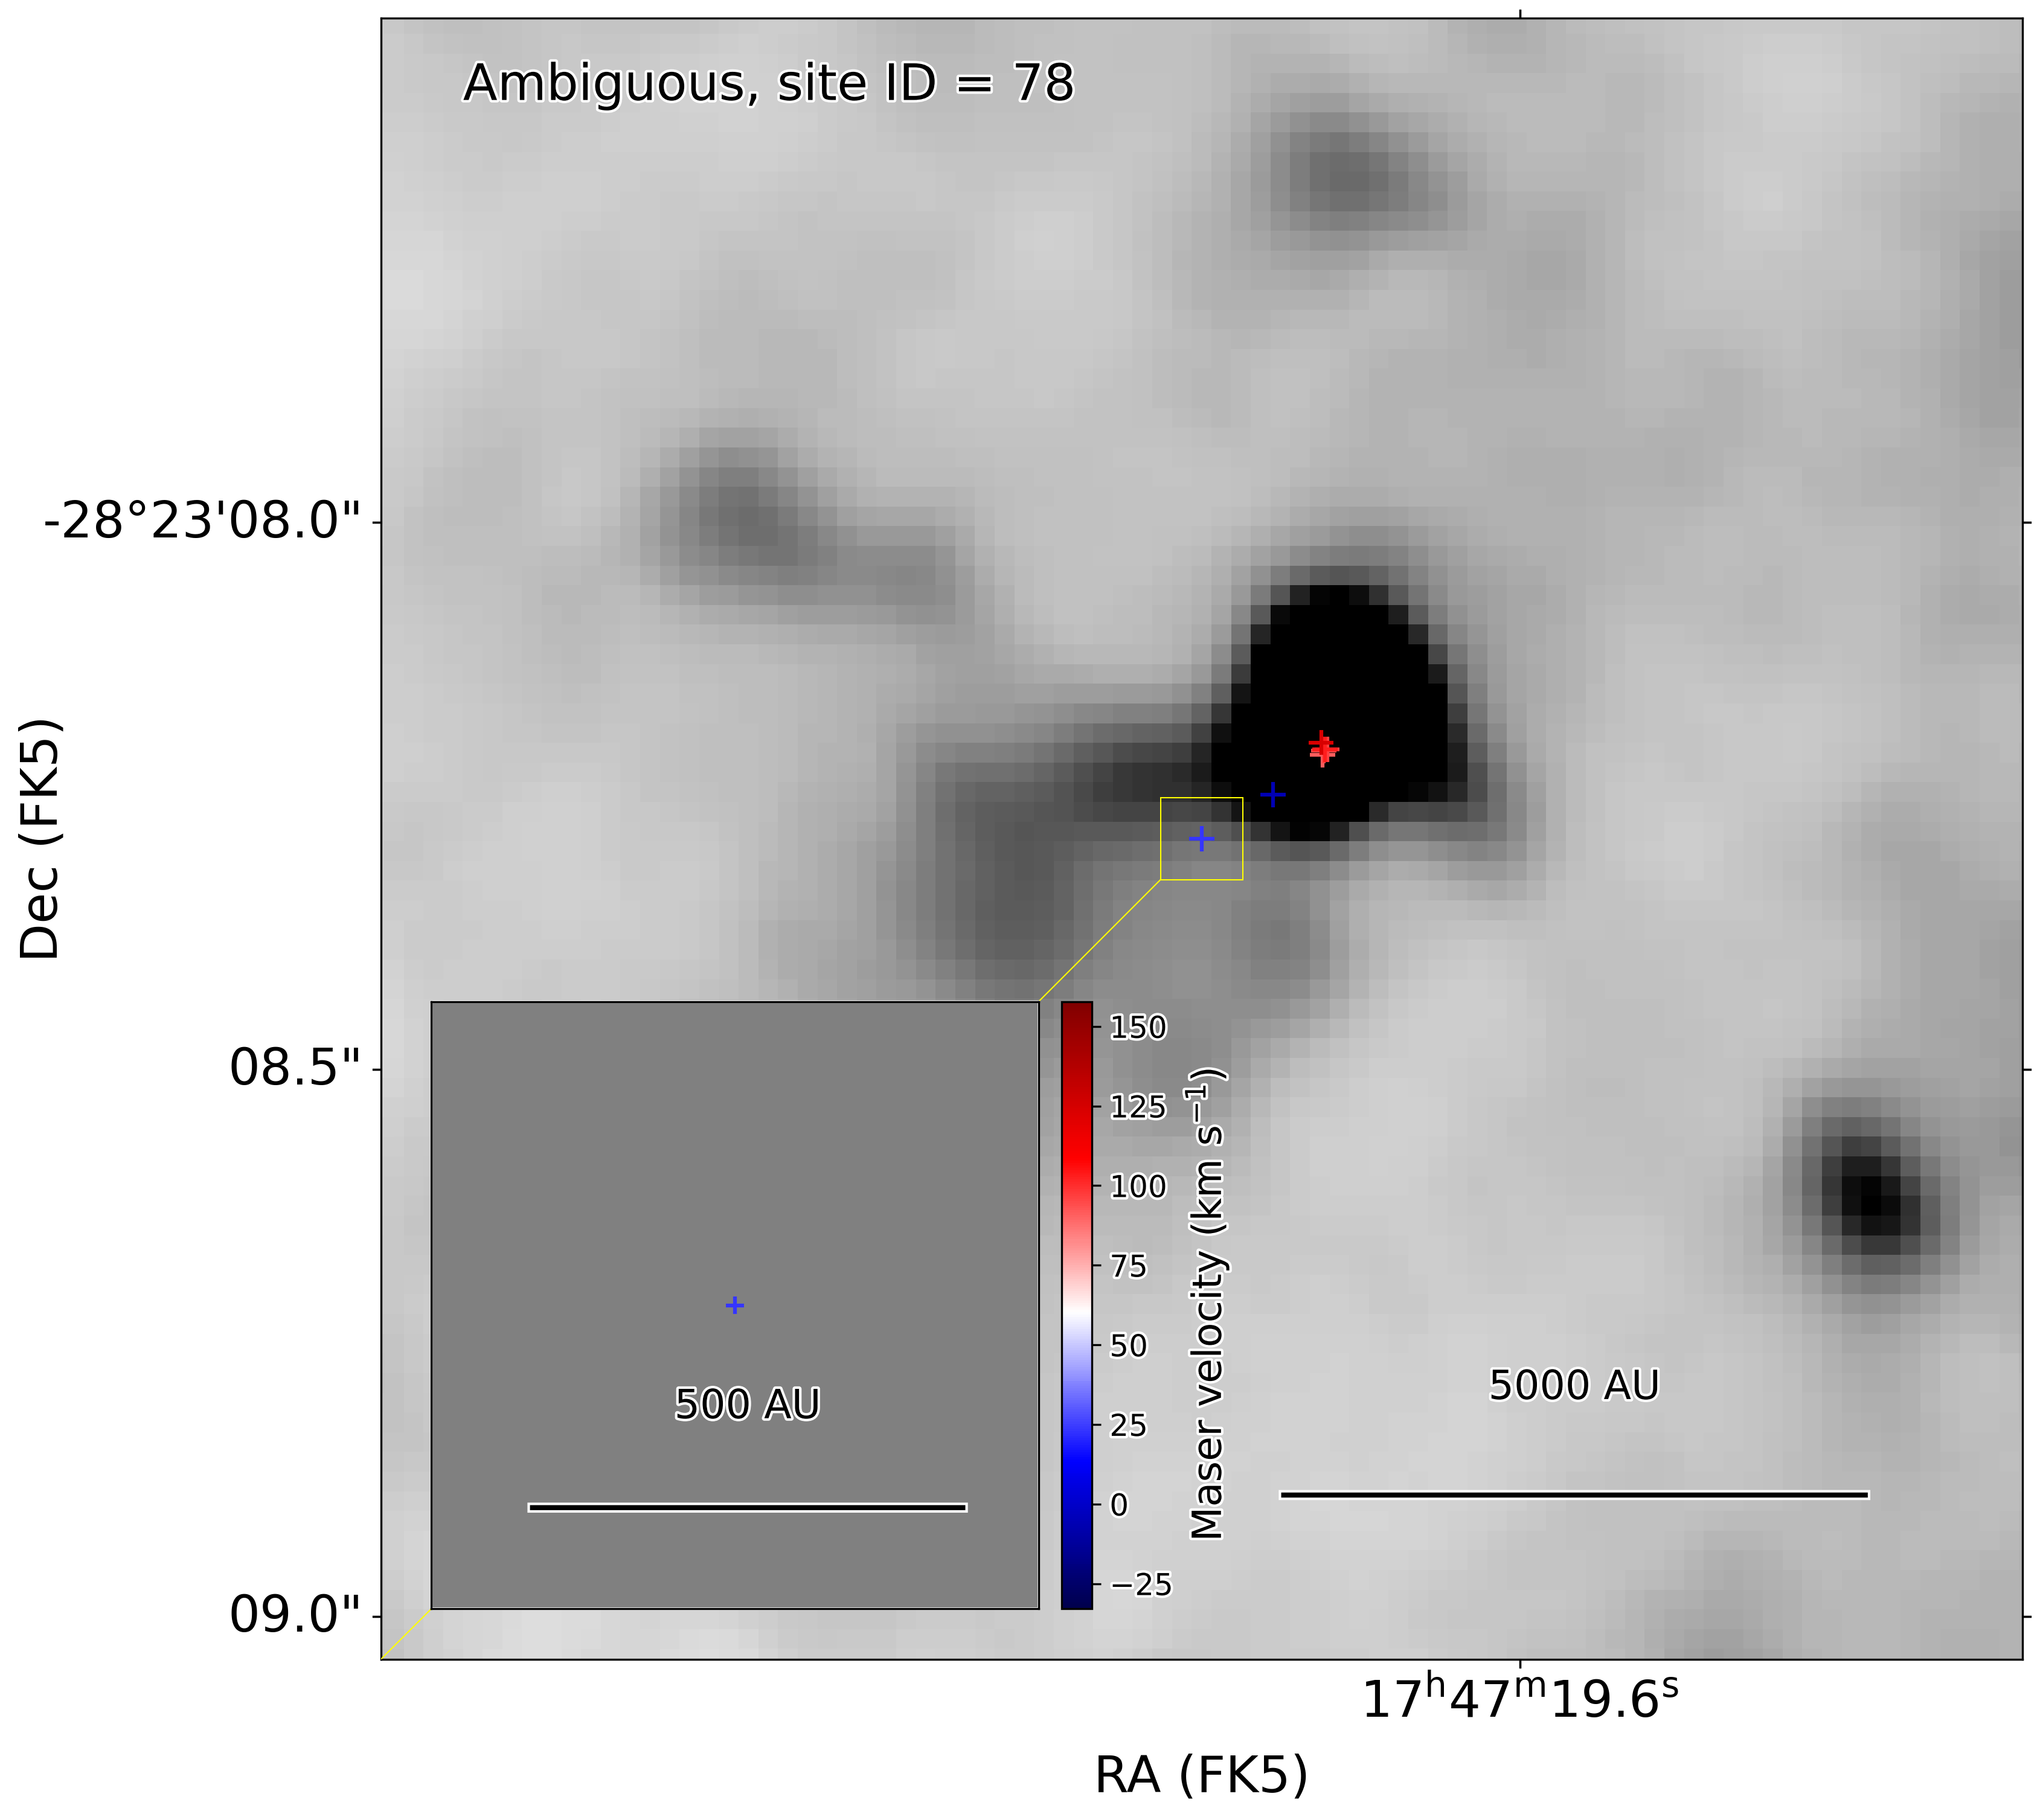 Ambiguous, site ID = 78
-28°23'08.0"
08.5"
09.0"
Dec (FK5)
150
125
100
75
50
25
0
−25
Maser velocity (km s⁻¹)
500 AU
5000 AU
17ʰ47ᵐ19.6ˢ
RA (FK5)